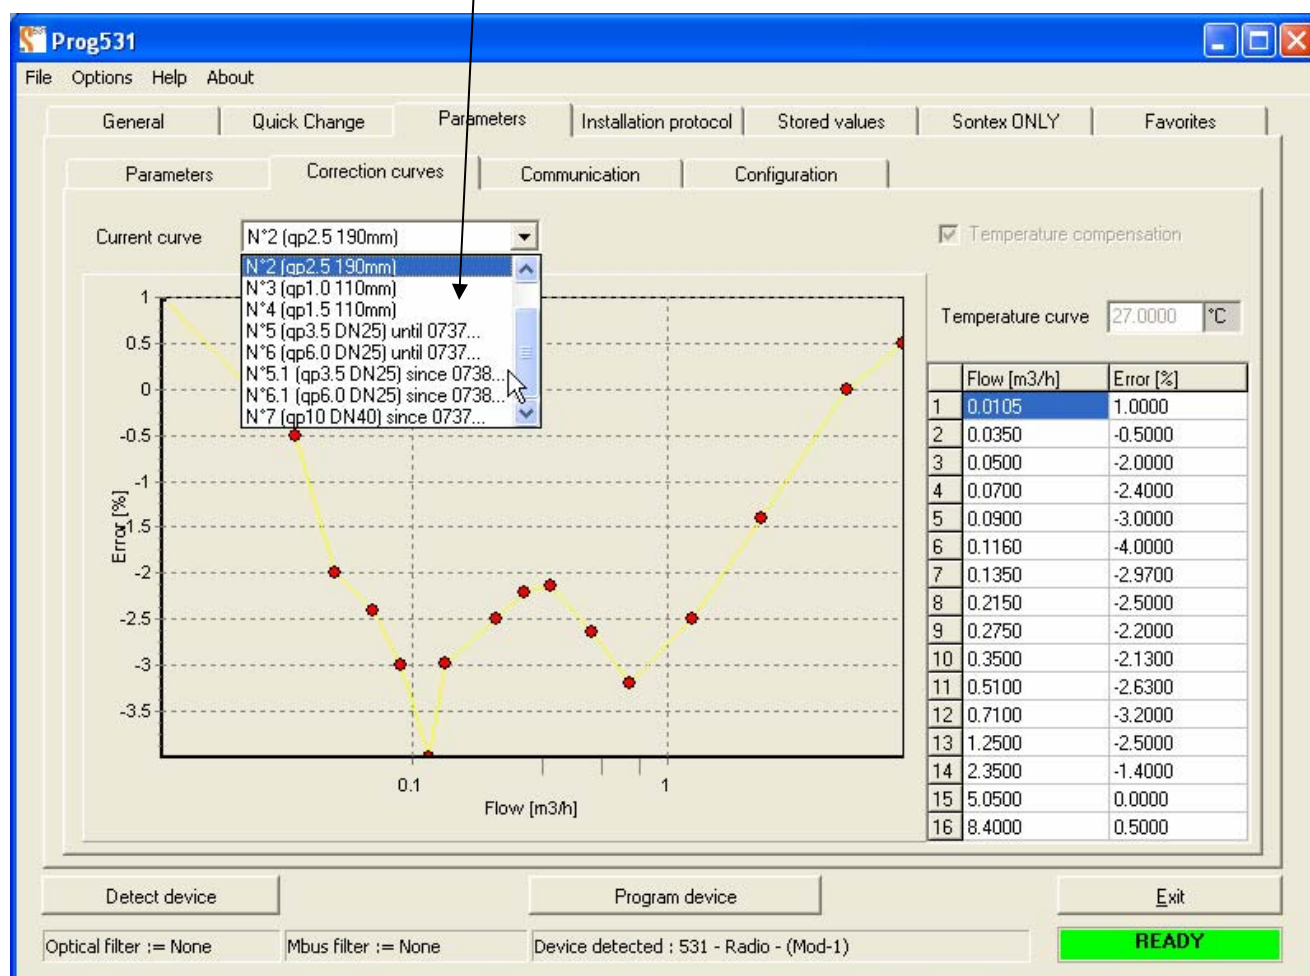 Prog531
File Options Help About
General Quick Change Parameters Installation protocol Stored values Sontex ONLY Favorites
Parameters Correction curves Communication Configuration
Current curve N°2 (qp2.5 190mm) Temperature compensation
N°2 (qp2.5 190mm)
N°3 (qp1.0 110mm)
N°4 (qp1.5 110mm)
N°5 (qp3.5 DN25) until 0737...
N°6 (qp6.0 DN25) until 0737...
N°5.1 (qp3.5 DN25) since 0738...
N°6.1 (qp6.0 DN25) since 0738...
N°7 (qp10 DN40) since 0737...
Temperature curve 27.0000 °C
1
0.5
0
-0.5
-1
-1.5
-2
-2.5
-3
-3.5
Error [%]
0.1 1
Flow [m3/h]
Flow [m3/h] Error [%]
1 0.0105 1.0000
2 0.0350 -0.5000
3 0.0500 -2.0000
4 0.0700 -2.4000
5 0.0900 -3.0000
6 0.1160 -4.0000
7 0.1350 -2.9700
8 0.2150 -2.5000
9 0.2750 -2.2000
10 0.3500 -2.1300
11 0.5100 -2.6300
12 0.7100 -3.2000
13 1.2500 -2.5000
14 2.3500 -1.4000
15 5.0500 0.0000
16 8.4000 0.5000
Detect device Program device Exit
Optical filter := None Mbus filter := None Device detected : 531 - Radio - (Mod-1) READY